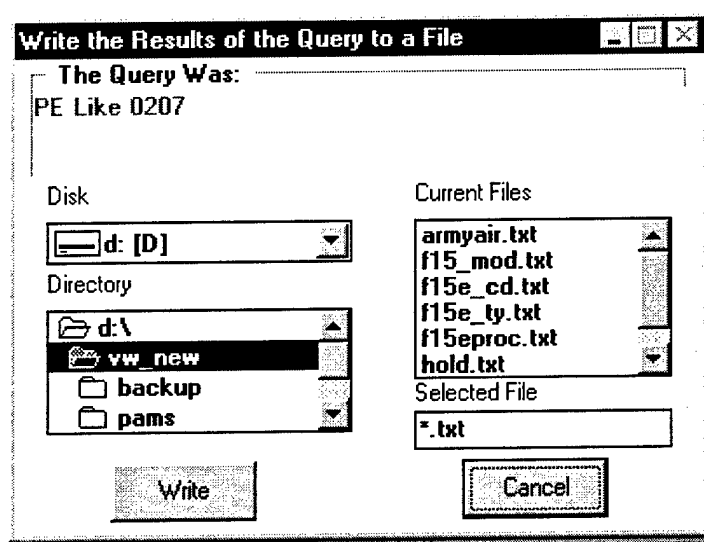 Write the Results of the Query to a File
The Query Was:
PE Like 0207
Disk
d: [D]
Directory
d:\
vw_new
backup
pams
Write
Current Files
armyair.txt
f15_mod.txt
f15e_cd.txt
f15e_ty.txt
f15eproc.txt
hold.txt
Selected File
*.txt
Cancel